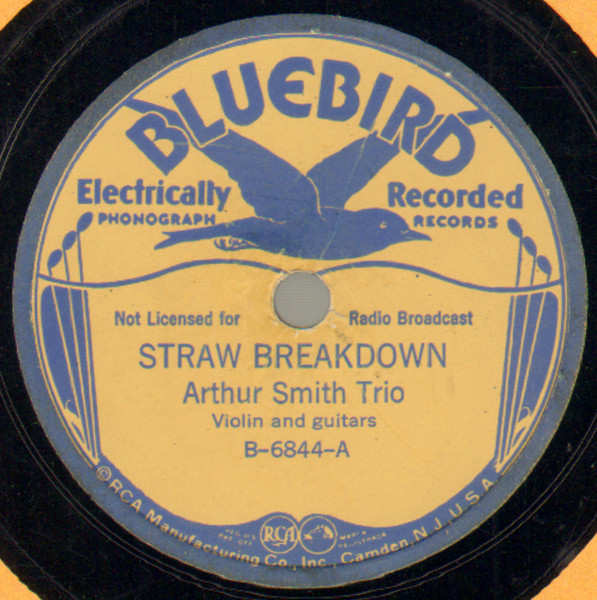 BLUEBIRD
Electrically Recorded
PHONOGRAPH RECORDS
Not Licensed for Radio Broadcast
STRAW BREAKDOWN
Arthur Smith Trio
Violin and guitars
B-6844-A
RCA
©RCA Manufacturing Co., Inc., Camden, N.J., U.S.A.